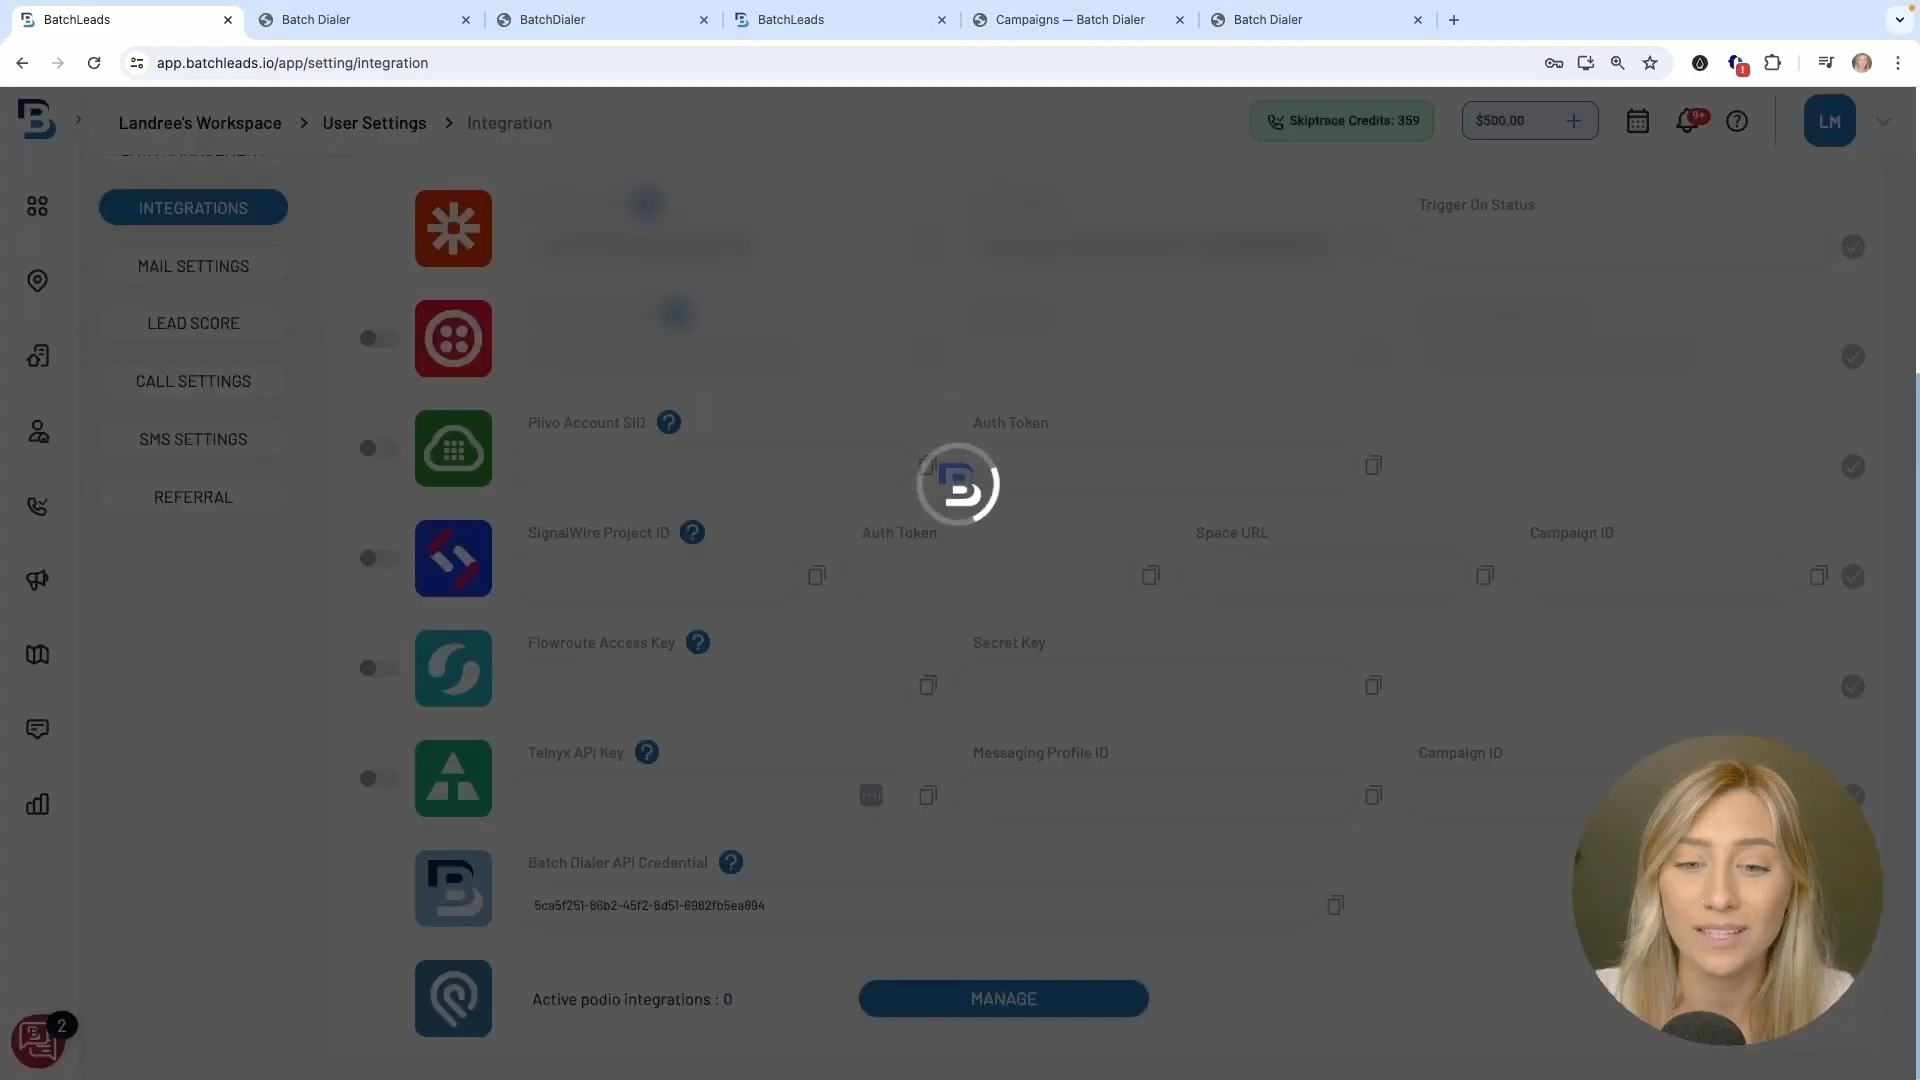 BatchLeads
Batch Dialer
BatchDialer
BatchLeads
Campaigns — Batch Dialer
Batch Dialer
app.batchleads.io/app/setting/integration
Landree's Workspace > User Settings > Integration
Skiptrace Credits: 359
$500.00
9+
LM
INTEGRATIONS
MAIL SETTINGS
LEAD SCORE
CALL SETTINGS
SMS SETTINGS
REFERRAL
Trigger On Status
Plivo Account SID
Auth Token
SignalWire Project ID
Auth Token
Space URL
Campaign ID
Flowroute Access Key
Secret Key
Telnyx API Key
Messaging Profile ID
Campaign ID
Batch Dialer API Credential
5ca5f251-86b2-45f2-8d51-6982fb5ea894
Active podio integrations : 0
MANAGE
2